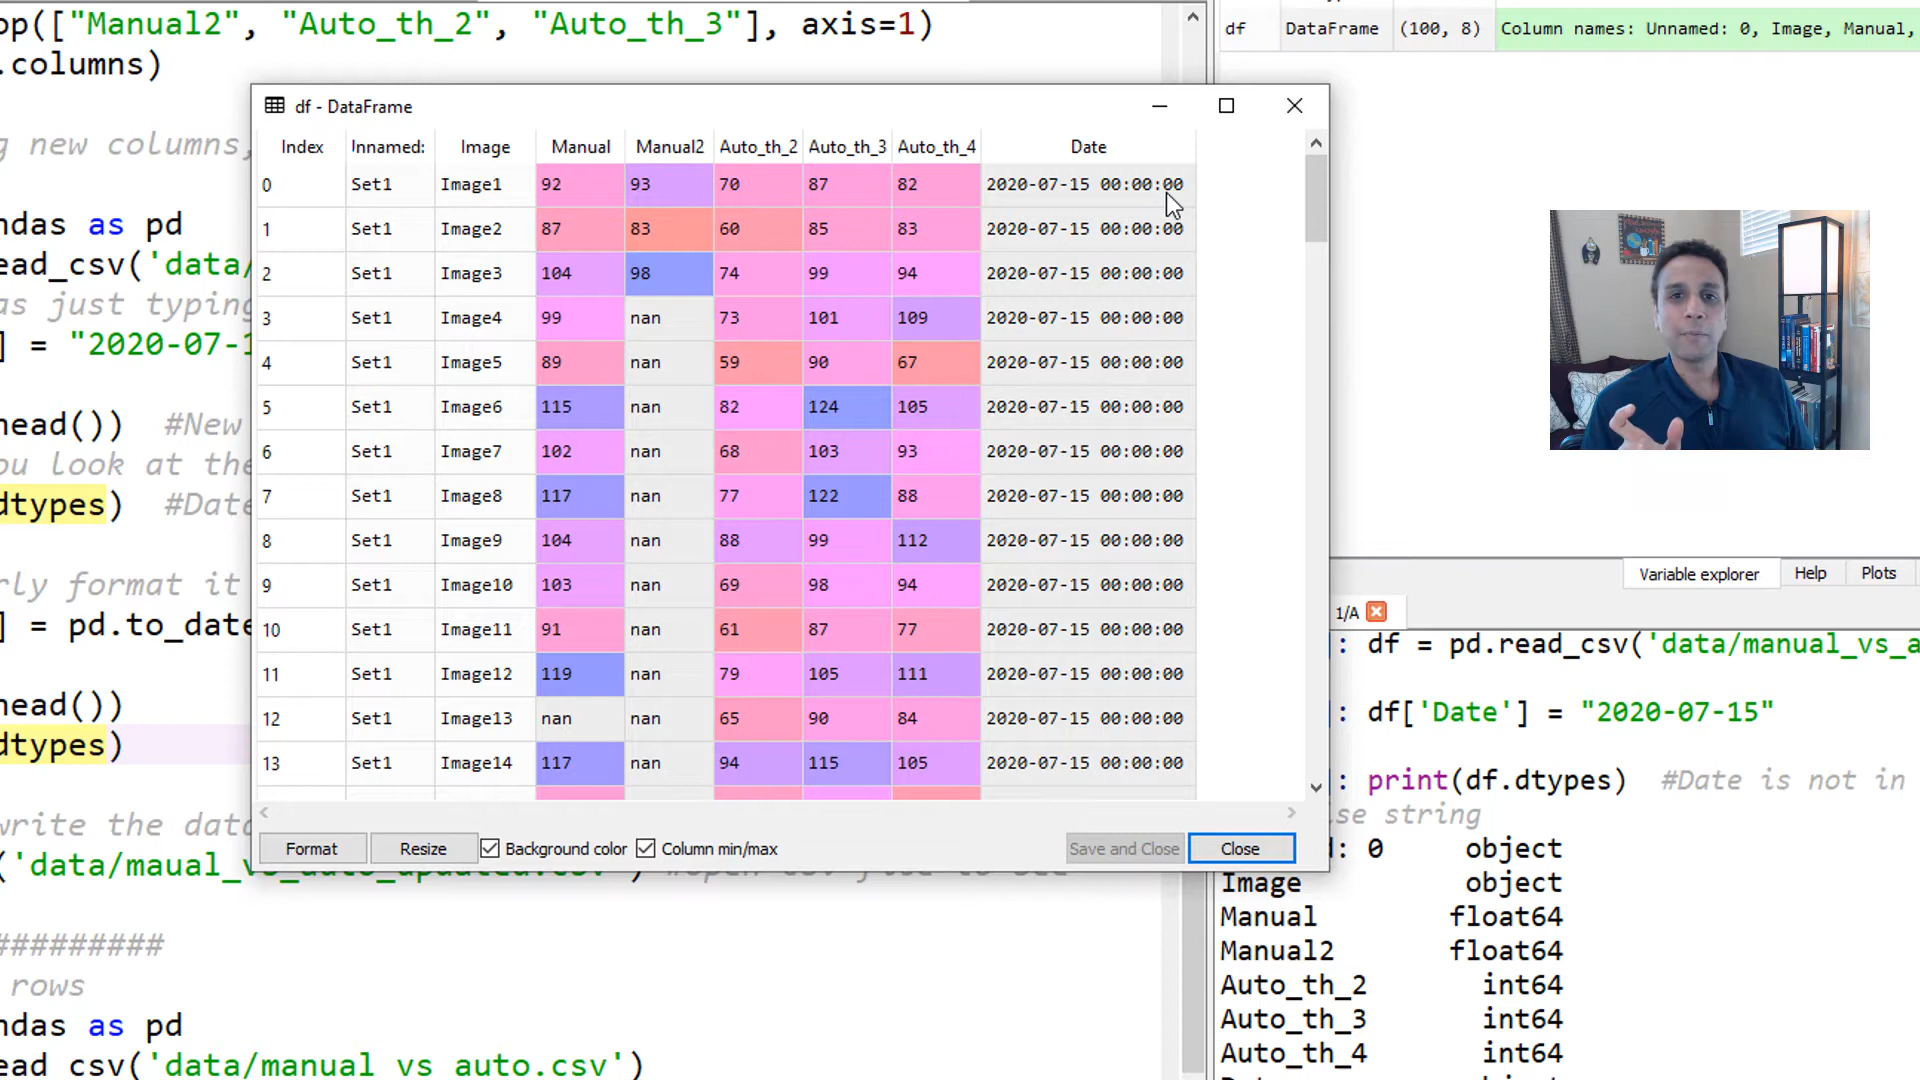 op(["Manual2", "Auto_th_2", "Auto_th_3"], axis=1)
.columns)
g new columns,
ndas as pd
ead_csv('data/
as just typing
] = "2020-07-1
head()) #New
ou look at the
dtypes) #Date
rly format it
] = pd.to_date
head())
dtypes)
write the data
('data/maual_vs_auto_updated.csv') #open csv just to see
#########
rows
ndas as pd
ead_csv('data/manual_vs_auto.csv')
df - DataFrame
Index Innamed: Image Manual Manual2 Auto_th_2 Auto_th_3 Auto_th_4 Date
0 Set1 Image1 92 93 70 87 82 2020-07-15 00:00:00
1 Set1 Image2 87 83 60 85 83 2020-07-15 00:00:00
2 Set1 Image3 104 98 74 99 94 2020-07-15 00:00:00
3 Set1 Image4 99 nan 73 101 109 2020-07-15 00:00:00
4 Set1 Image5 89 nan 59 90 67 2020-07-15 00:00:00
5 Set1 Image6 115 nan 82 124 105 2020-07-15 00:00:00
6 Set1 Image7 102 nan 68 103 93 2020-07-15 00:00:00
7 Set1 Image8 117 nan 77 122 88 2020-07-15 00:00:00
8 Set1 Image9 104 nan 88 99 112 2020-07-15 00:00:00
9 Set1 Image10 103 nan 69 98 94 2020-07-15 00:00:00
10 Set1 Image11 91 nan 61 87 77 2020-07-15 00:00:00
11 Set1 Image12 119 nan 79 105 111 2020-07-15 00:00:00
12 Set1 Image13 nan nan 65 90 84 2020-07-15 00:00:00
13 Set1 Image14 117 nan 94 115 105 2020-07-15 00:00:00
Format Resize Background color Column min/max Save and Close Close
df DataFrame (100, 8) Column names: Unnamed: 0, Image, Manual,
Variable explorer Help Plots
1/A
: df = pd.read_csv('data/manual_vs_a
: df['Date'] = "2020-07-15"
: print(df.dtypes) #Date is not in
se string
d: 0 object
Image object
Manual float64
Manual2 float64
Auto_th_2 int64
Auto_th_3 int64
Auto_th_4 int64